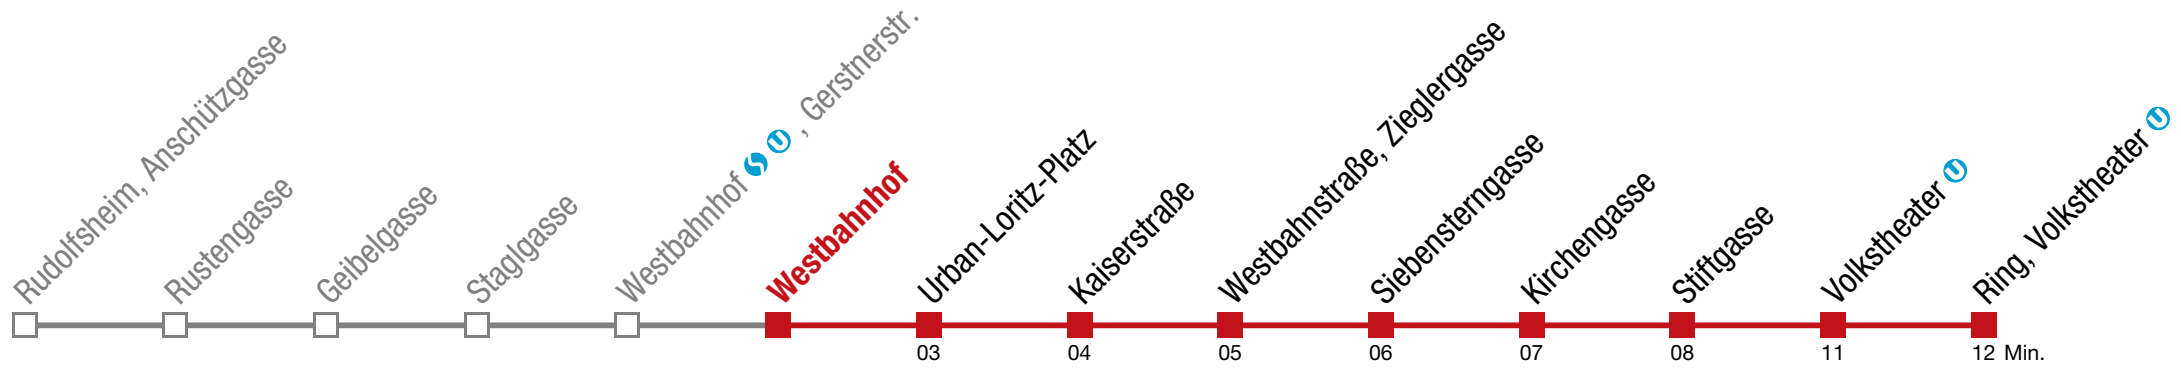 Rudolfsheim, Anschützgasse
Rustengasse
Geibelgasse
Staglgasse
Westbahnhof S U , Gerstnerstr.
Westbahnhof
Urban-Loritz-Platz
Kaiserstraße
Westbahnstraße, Zieglergasse
Siebensterngasse
Kirchengasse
Stiftgasse
Volkstheater U
Ring, Volkstheater U
03 04 05 06 07 08 11 12 Min.